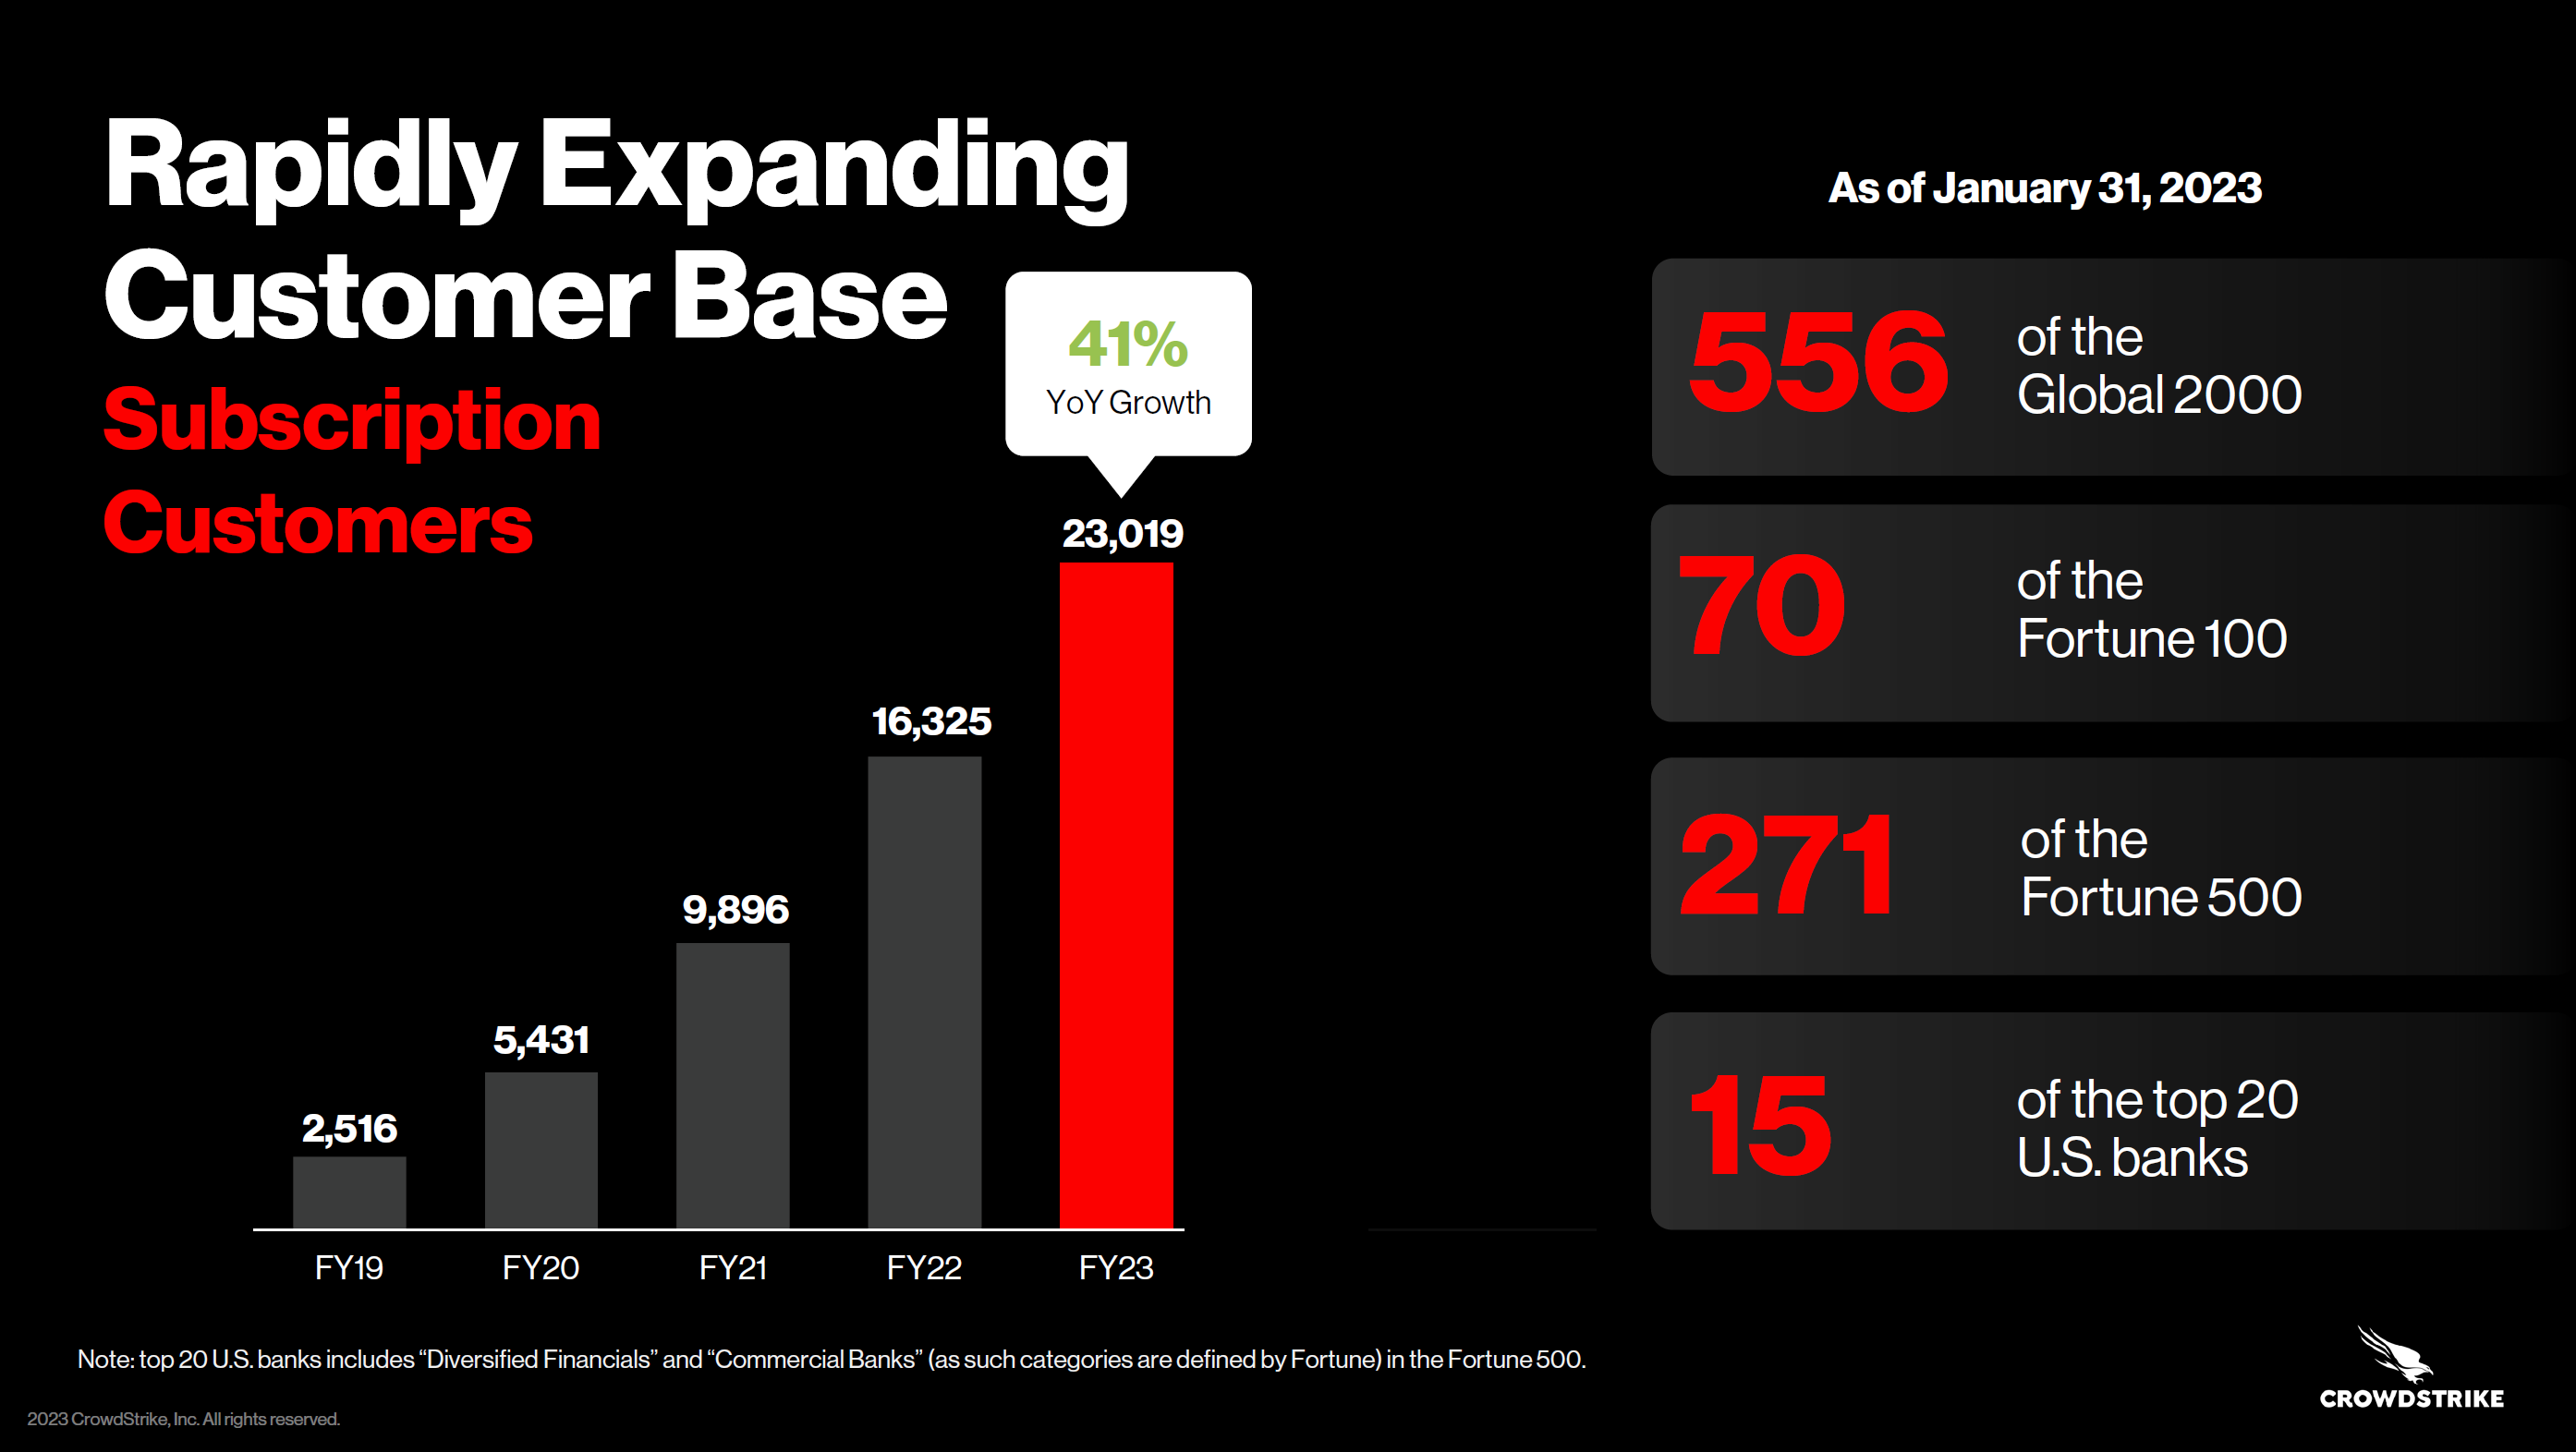 Rapidly Expanding
Customer Base
Subscription
Customers
41%
YoY Growth
23,019
16,325
9,896
5,431
2,516
FY19
FY20
FY21
FY22
FY23
As of January 31, 2023
556
of the
Global 2000
70
of the
Fortune 100
271
of the
Fortune 500
15
of the top 20
U.S. banks
Note: top 20 U.S. banks includes “Diversified Financials” and “Commercial Banks” (as such categories are defined by Fortune) in the Fortune 500.
2023 CrowdStrike, Inc. All rights reserved.
CROWDSTRIKE